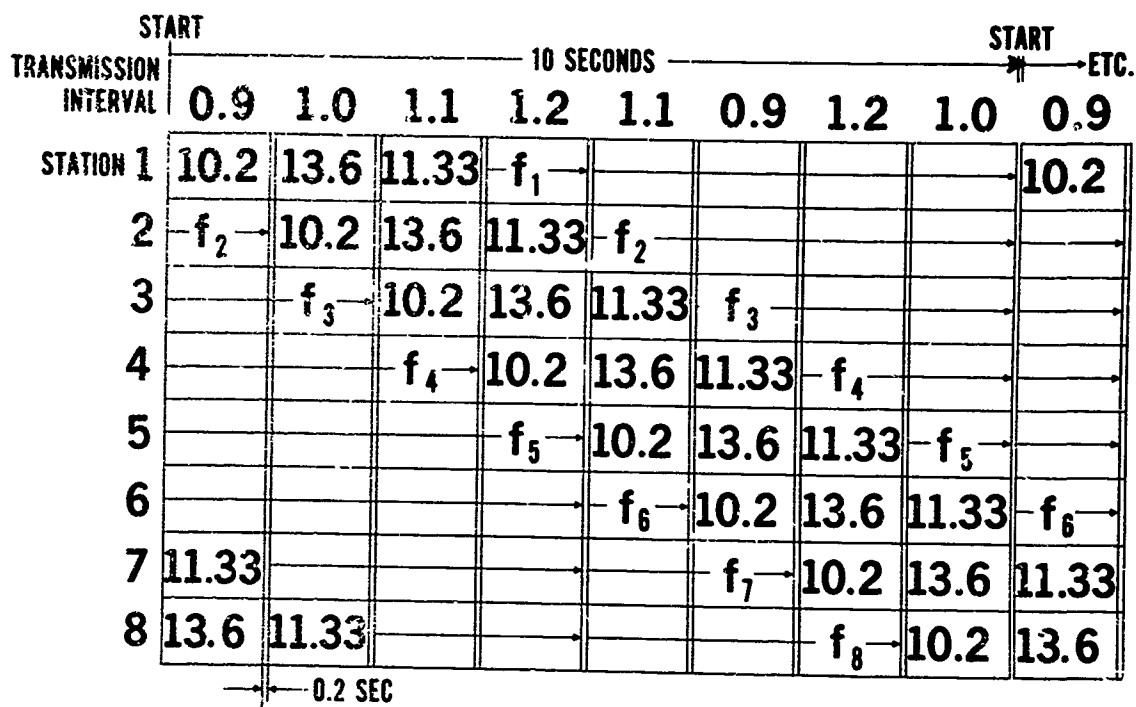 START
START
10 SECONDS
ETC.
TRANSMISSION
INTERVAL
0.9 1.0 1.1 1.2 1.1 0.9 1.2 1.0 0.9
STATION 1 10.2 13.6 11.33 f₁ 10.2
2 f₂ 10.2 13.6 11.33 f₂
3 f₃ 10.2 13.6 11.33 f₃
4 f₄ 10.2 13.6 11.33 f₄
5 f₅ 10.2 13.6 11.33 f₅
6 f₆ 10.2 13.6 11.33 f₆
7 11.33 f₇ 10.2 13.6 11.33
8 13.6 11.33 f₈ 10.2 13.6
0.2 SEC